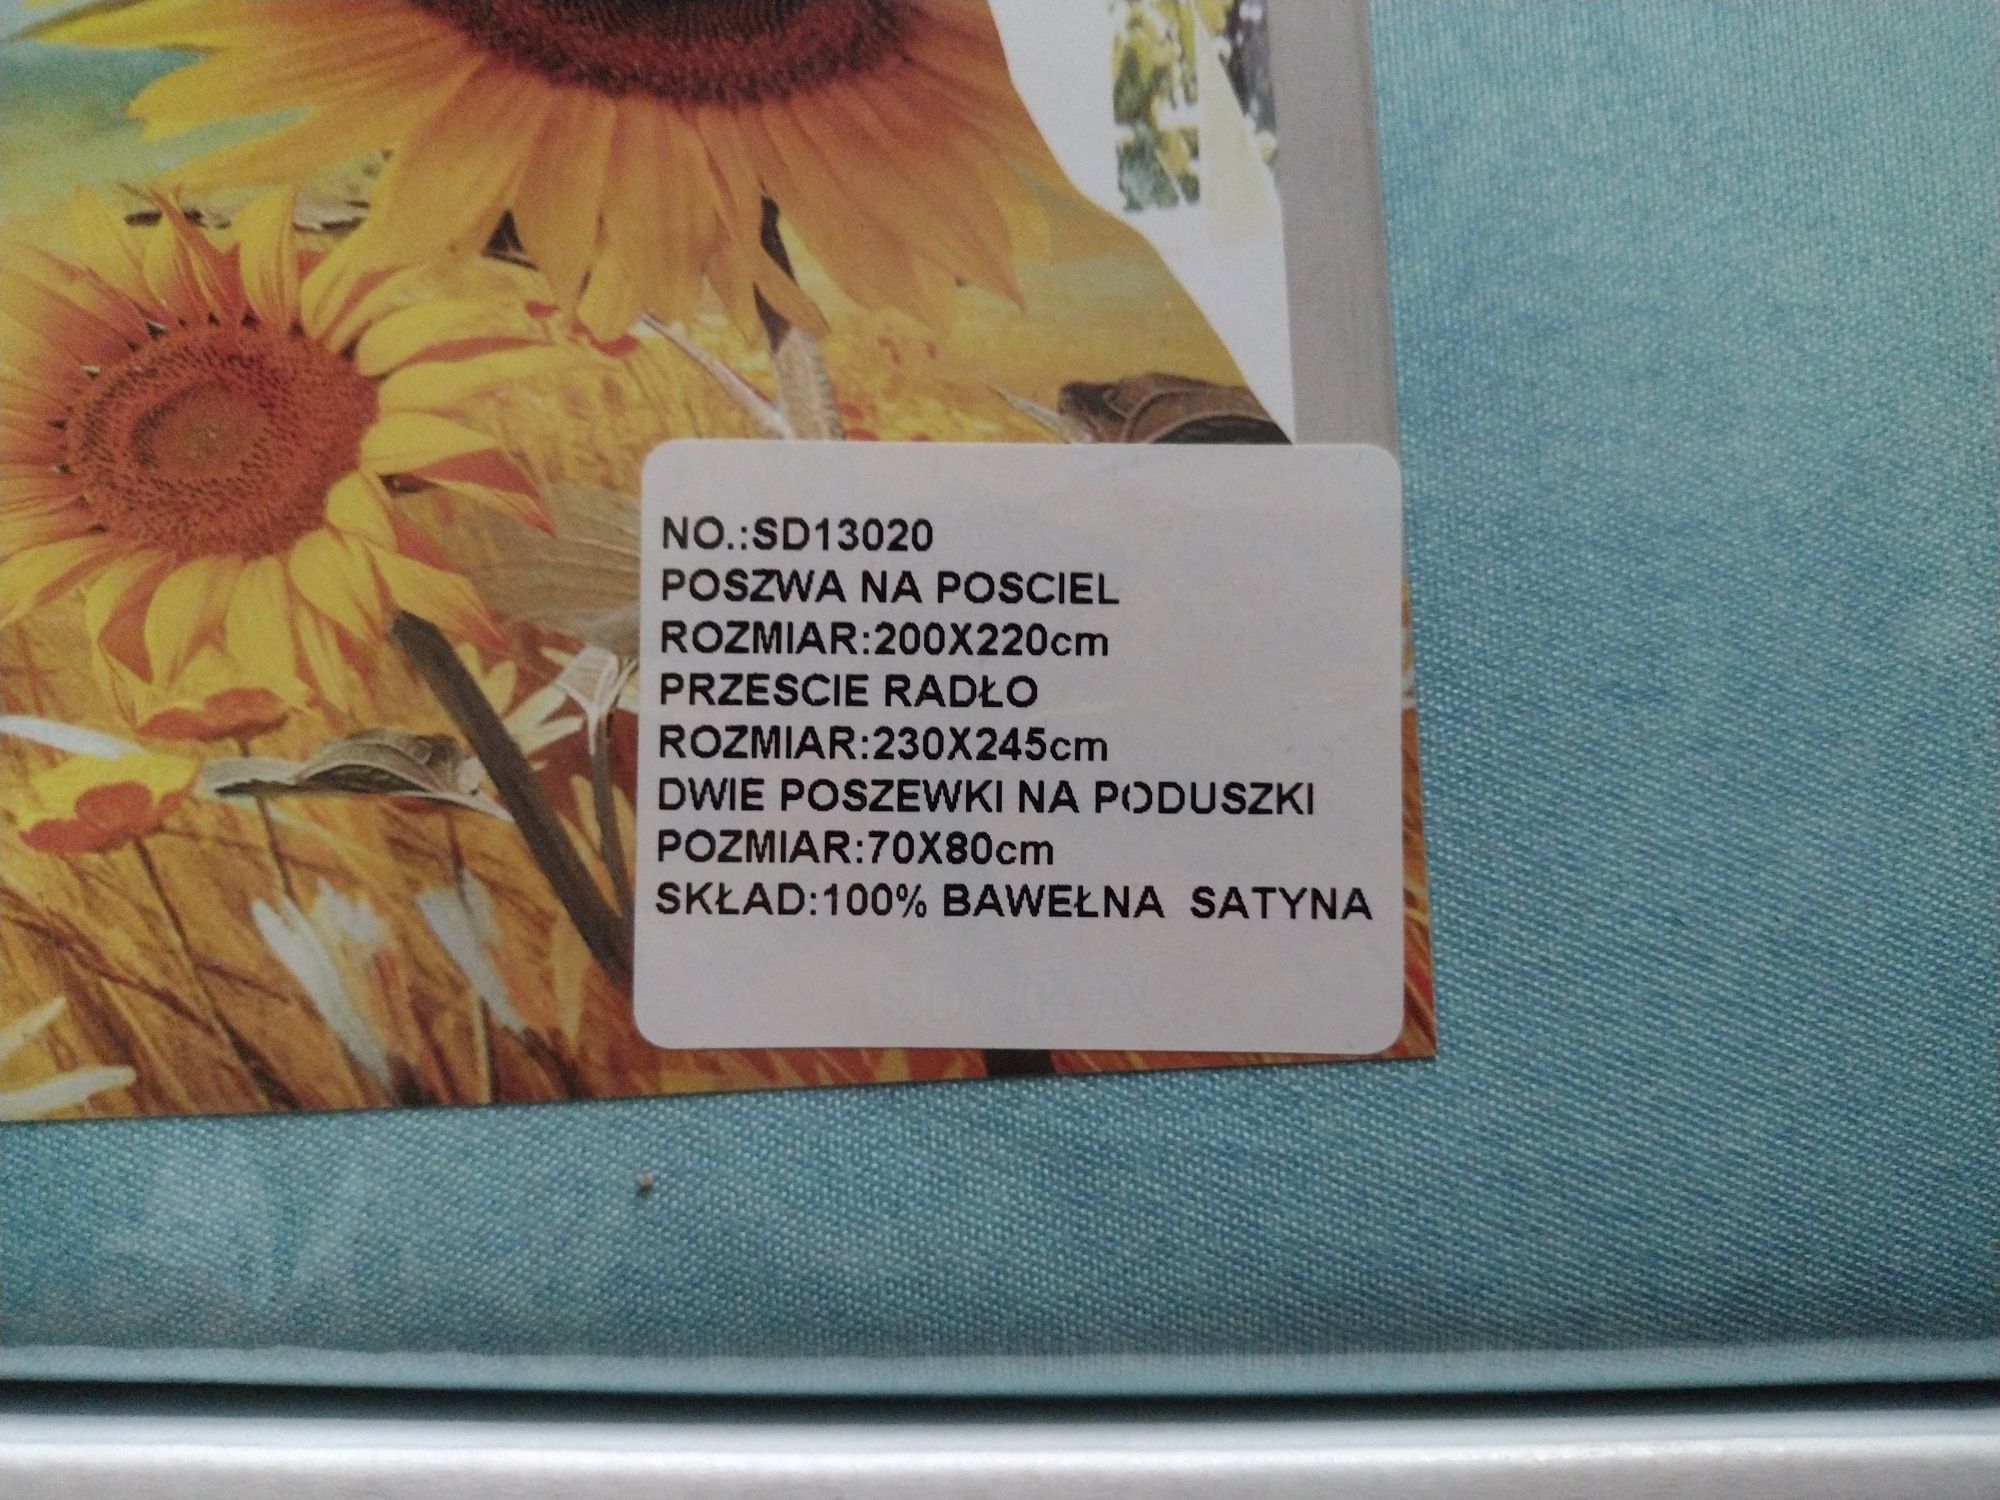 NO.:SD13020
POSZWA NA POSCIEL
ROZMIAR:200X220cm
PRZESCIE RADŁO
ROZMIAR:230X245cm
DWIE POSZEWKI NA PODUSZKI
POZMIAR:70X80cm
SKŁAD:100% BAWEŁNA SATYNA